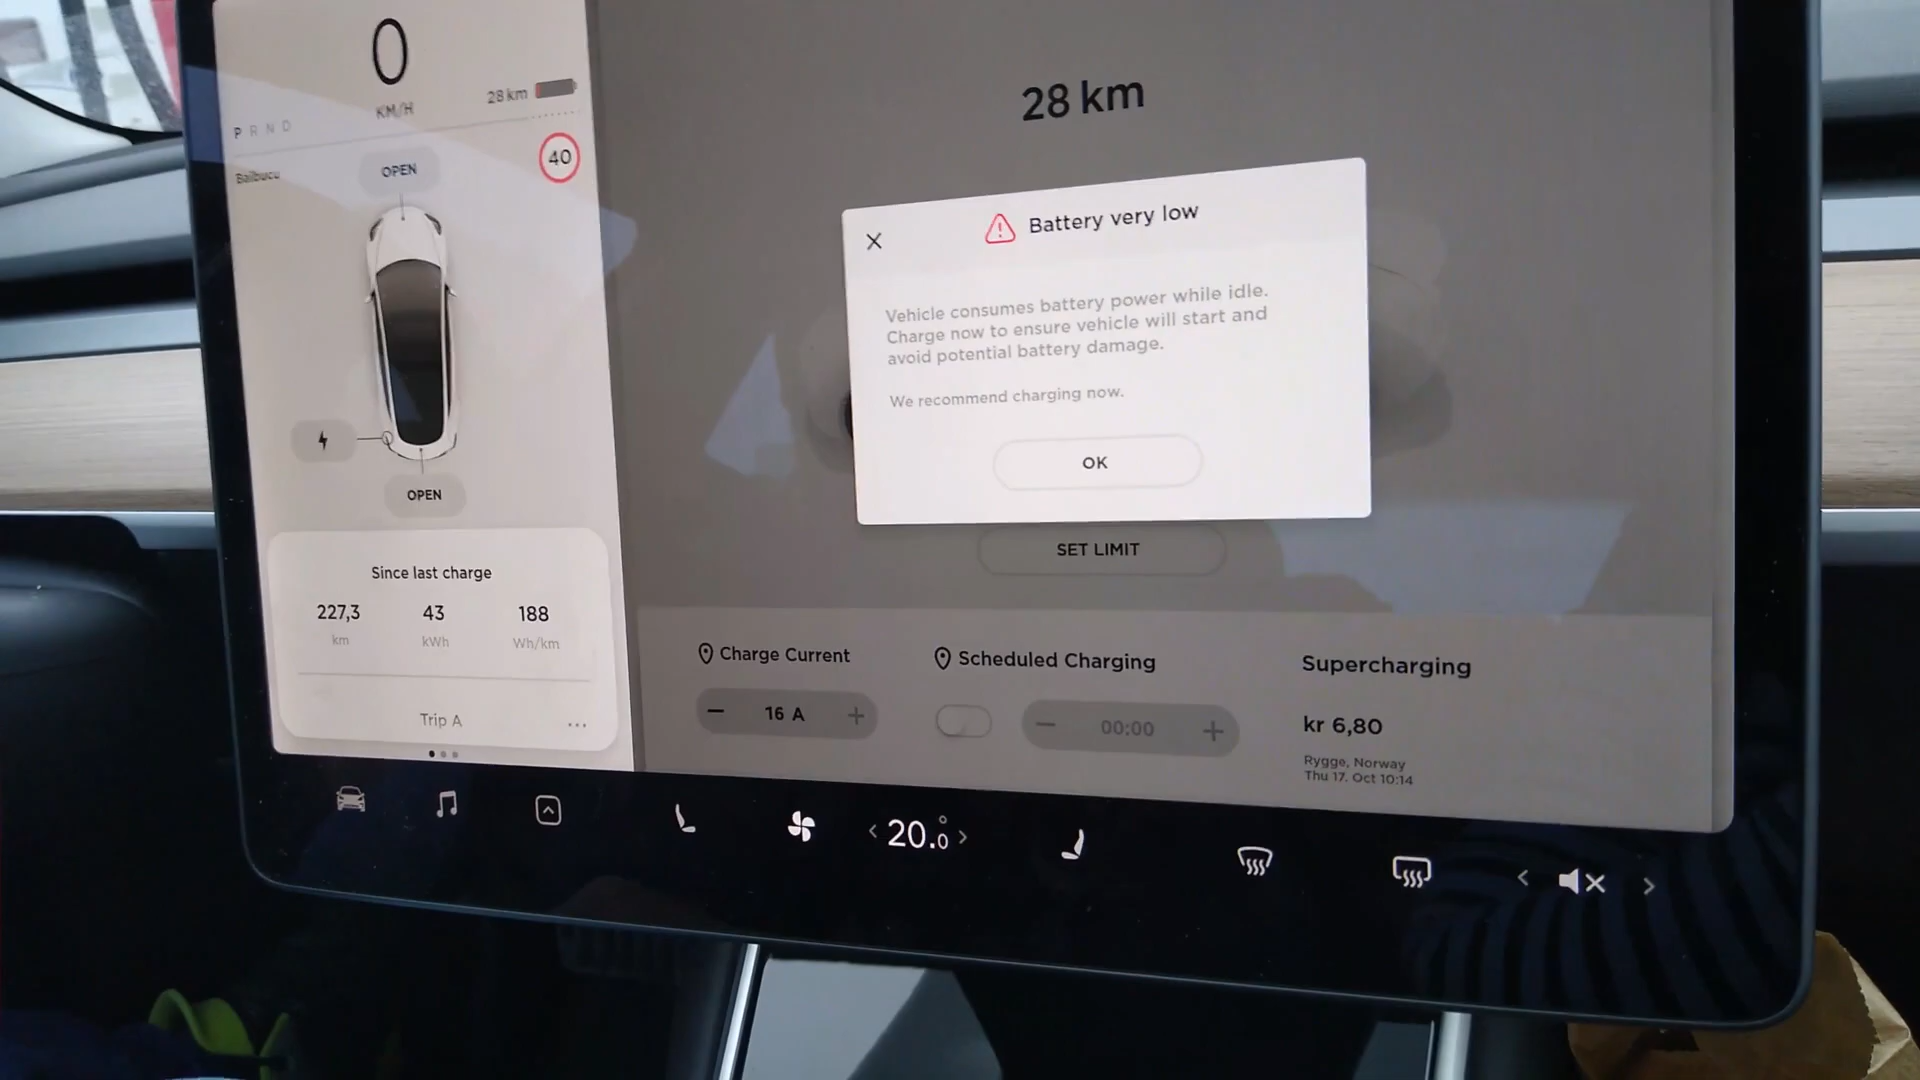 0
KM/H
28 km
P R N D
40
Bailbucu
OPEN
OPEN
Since last charge
227,3 43 188
km kWh Wh/km
Trip A
28 km
Battery very low
Vehicle consumes battery power while idle.
Charge now to ensure vehicle will start and
avoid potential battery damage.
We recommend charging now.
OK
SET LIMIT
Charge Current
16 A
Scheduled Charging
00:00
Supercharging
kr 6,80
Rygge, Norway
Thu 17. Oct 10:14
20.0°